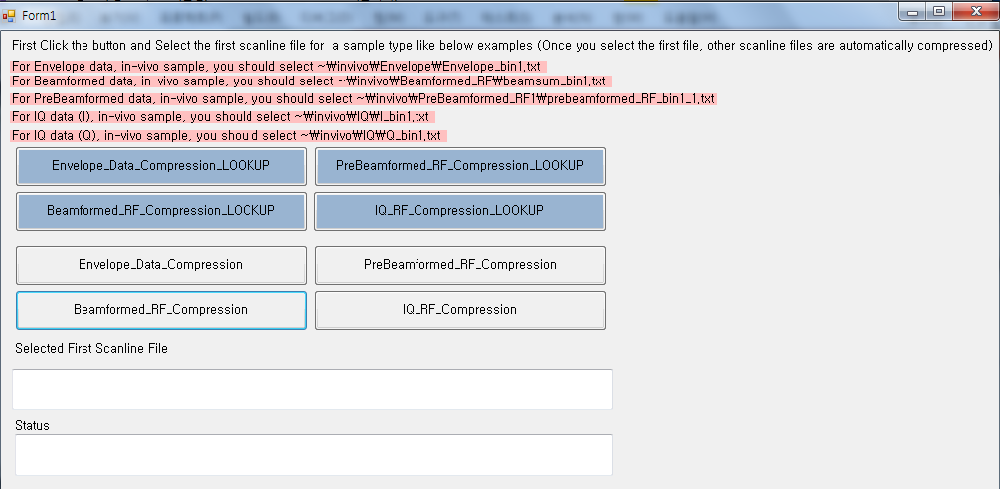 Form1
First Click the button and Select the first scanline file for a sample type like below examples (Once you select the first file, other scanline files are automatically compressed)
For Envelope data, in-vivo sample, you should select ~₩invivo₩Envelope₩Envelope_bin1.txt
For Beamformed data, in-vivo sample, you should select ~₩invivo₩Beamformed_RF₩beamsum_bin1.txt
For PreBeamformed data, in-vivo sample, you should select ~₩invivo₩PreBeamformed_RF1₩prebeamformed_RF_bin1_1.txt
For IQ data (I), in-vivo sample, you should select ~₩invivo₩IQ₩I_bin1.txt
For IQ data (Q), in-vivo sample, you should select ~₩invivo₩IQ₩Q_bin1.txt
Envelope_Data_Compression_LOOKUP PreBeamformed_RF_Compression_LOOKUP
Beamformed_RF_Compression_LOOKUP IQ_RF_Compression_LOOKUP
Envelope_Data_Compression PreBeamformed_RF_Compression
Beamformed_RF_Compression IQ_RF_Compression
Selected First Scanline File
Status